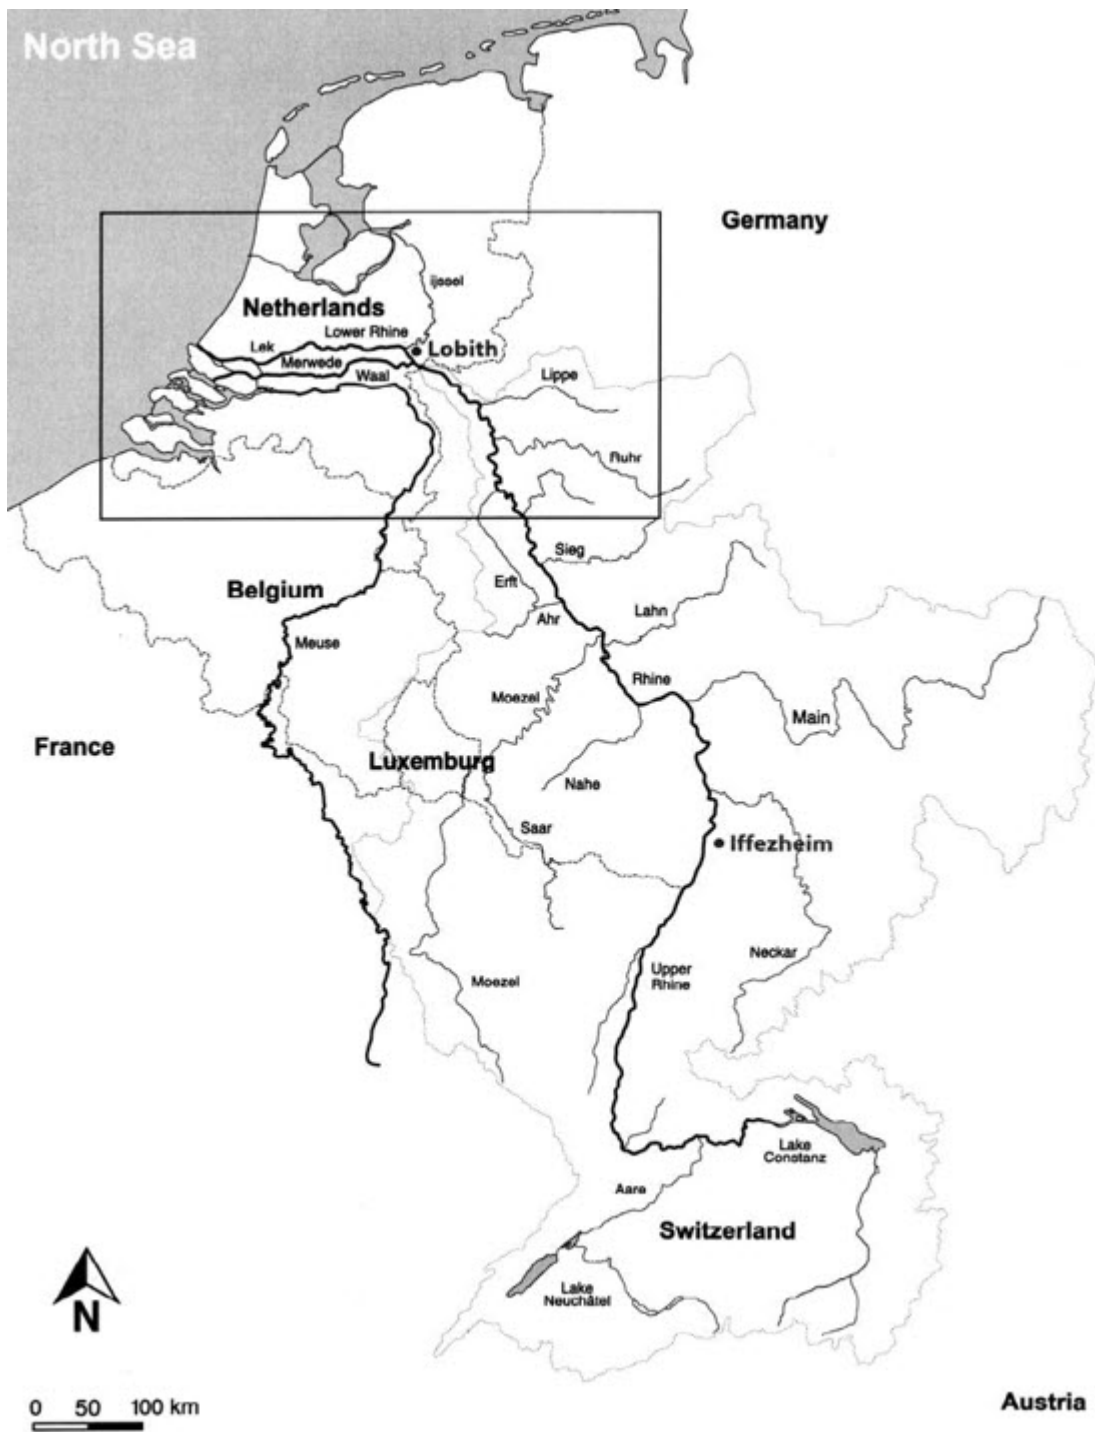 North Sea
Germany
ijssel
Netherlands
Lower Rhine
Lek
Lobith
Merwede
Waal
Lippe
Ruhr
Sieg
Belgium
Erft
Ahr
Lahn
Meuse
Rhine
Moezel
Main
France
Luxemburg
Nahe
Saar
Iffezheim
Neckar
Moezel
Upper
Rhine
Lake
Constanz
Aare
Switzerland
Lake
Neuchâtel
N
0 50 100 km
Austria